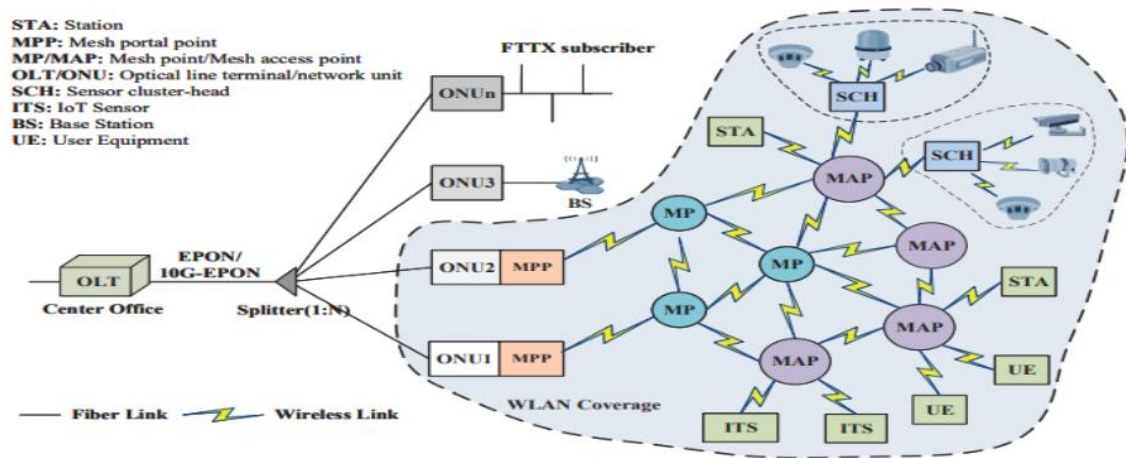 STA: Station
MPP: Mesh portal point
MP/MAP: Mesh point/Mesh access point
OLT/ONU: Optical line terminal/network unit
SCH: Sensor cluster-head
ITS: IoT Sensor
BS: Base Station
UE: User Equipment
FTTX subscriber
ONUn
ONU3
BS
EPON/
10G-EPON
OLT
Center Office
Splitter(1:N)
ONU2
MPP
ONU1
MPP
SCH
STA
SCH
MAP
MP
MAP
MP
STA
MP
MAP
MAP
UE
UE
ITS
ITS
WLAN Coverage
Fiber Link
Wireless Link